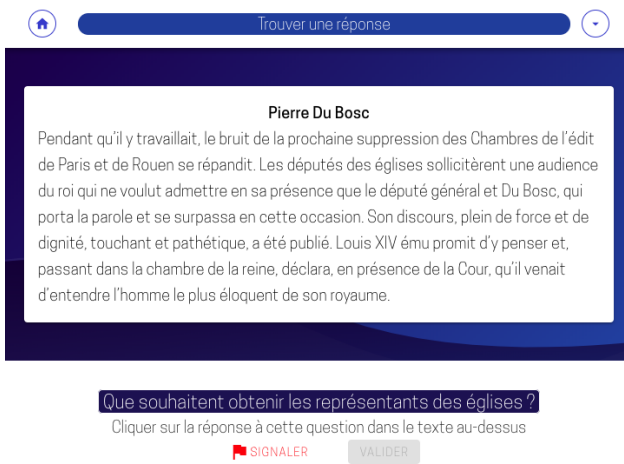 Trouver une réponse
Pierre Du Bosc
Pendant qu'il y travaillait, le bruit de la prochaine suppression des Chambres de l'édit
de Paris et de Rouen se répandit. Les députés des églises sollicitèrent une audience
du roi qui ne voulut admettre en sa présence que le député général et Du Bosc, qui
porta la parole et se surpassa en cette occasion. Son discours, plein de force et de
dignité, touchant et pathétique, a été publié. Louis XIV ému promit d'y penser et,
passant dans la chambre de la reine, déclara, en présence de la Cour, qu'il venait
d'entendre l'homme le plus éloquent de son royaume.
Que souhaitent obtenir les représentants des églises ?
Cliquer sur la réponse à cette question dans le texte au-dessus
SIGNALER VALIDER